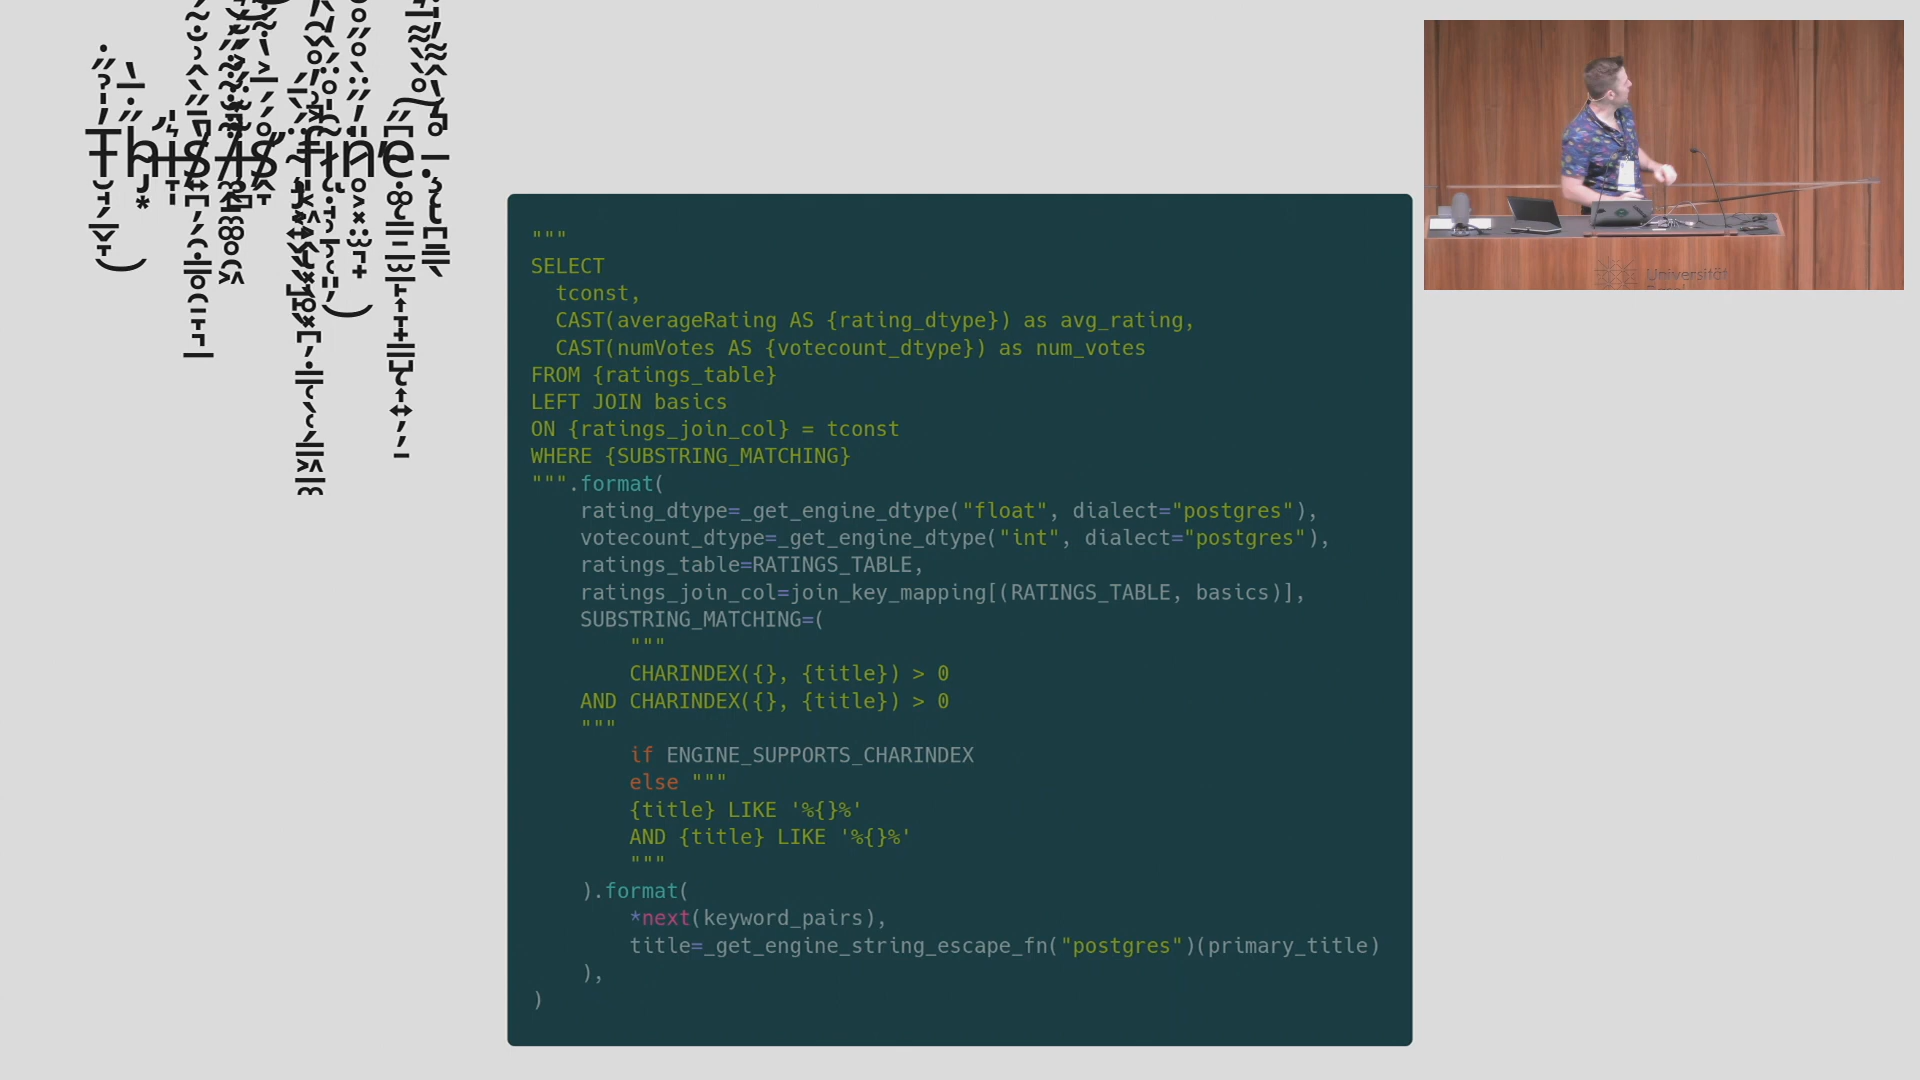 This is fine.
"""
SELECT
  tconst,
  CAST(averageRating AS {rating_dtype}) as avg_rating,
  CAST(numVotes AS {votecount_dtype}) as num_votes
FROM {ratings_table}
LEFT JOIN basics
ON {ratings_join_col} = tconst
WHERE {SUBSTRING_MATCHING}
""".format(
    rating_dtype=_get_engine_dtype("float", dialect="postgres"),
    votecount_dtype=_get_engine_dtype("int", dialect="postgres"),
    ratings_table=RATINGS_TABLE,
    ratings_join_col=join_key_mapping[(RATINGS_TABLE, basics)],
    SUBSTRING_MATCHING=(
        """
        CHARINDEX({}, {title}) > 0
    AND CHARINDEX({}, {title}) > 0
    """
        if ENGINE_SUPPORTS_CHARINDEX
        else """
        {title} LIKE '%{}%'
        AND {title} LIKE '%{}%'
        """
    ).format(
        *next(keyword_pairs),
        title=_get_engine_string_escape_fn("postgres")(primary_title)
    ),
)
Universität